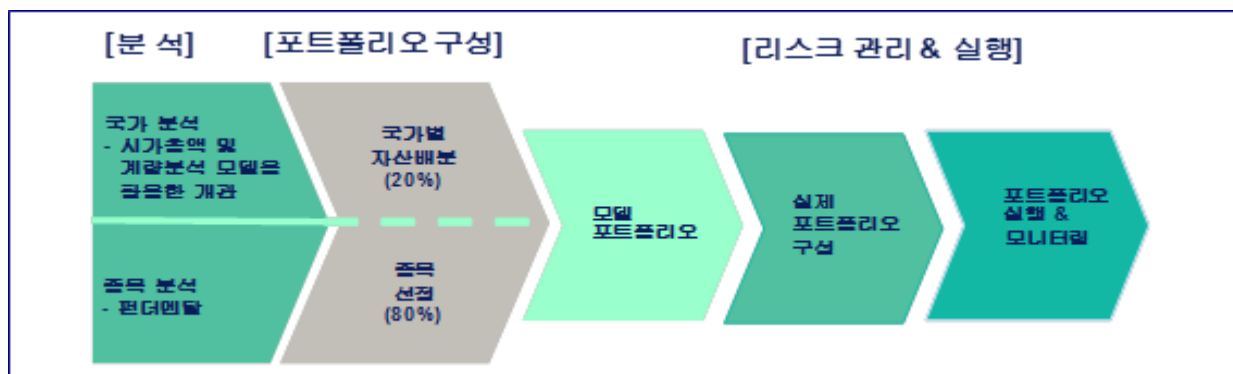 [분 석]
[포트폴리오 구성]
[리스크 관리 & 실행]
국가 분석
- 시가총액 및
계량분석 모델을
활용한 개관
종목 분석
- 펀더멘탈
국가별
자산배분
(20%)
종목
선정
(80%)
모델
포트폴리오
실제
포트폴리오
구성
포트폴리오
실행 &
모니터링